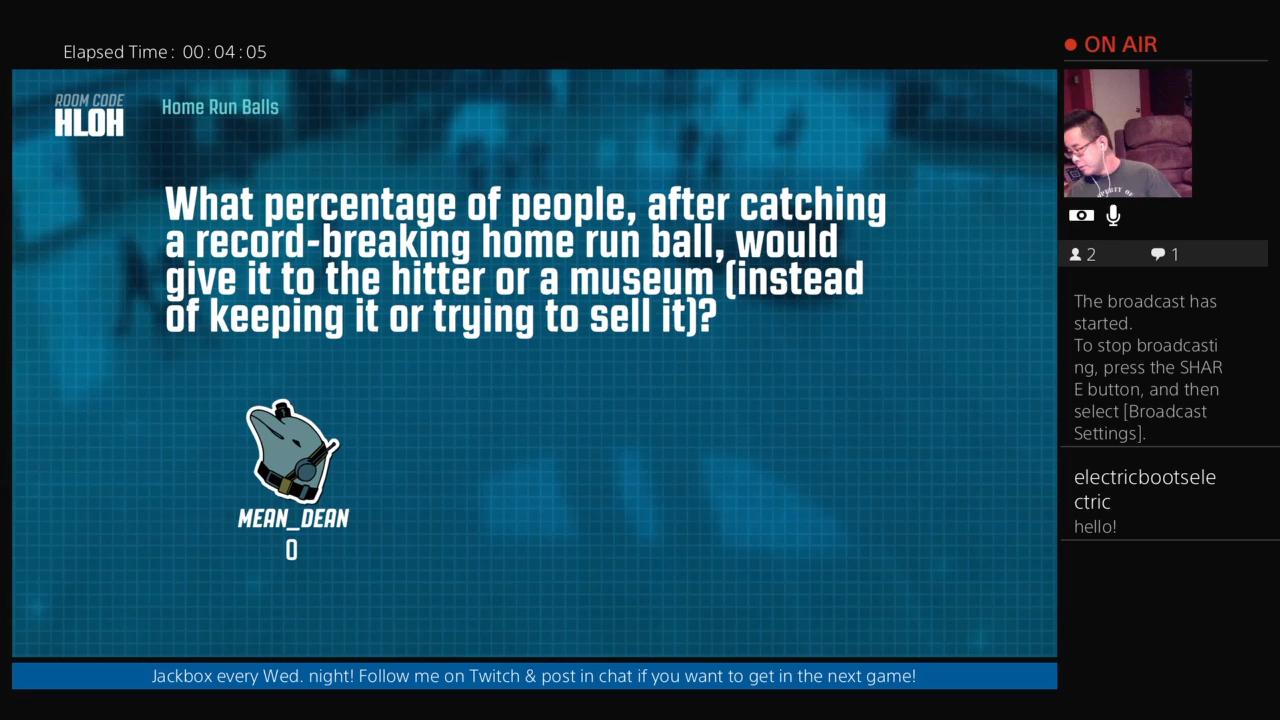 Elapsed Time: 00:04:05
ON AIR
ROOM CODE
HLOH
Home Run Balls
What percentage of people, after catching
a record-breaking home run ball, would
give it to the hitter or a museum (instead
of keeping it or trying to sell it)?
MEAN_DEAN
0
2
1
The broadcast has
started.
To stop broadcasti
ng, press the SHAR
E button, and then
select [Broadcast
Settings].
electricbootsele
ctric
hello!
Jackbox every Wed. night! Follow me on Twitch & post in chat if you want to get in the next game!